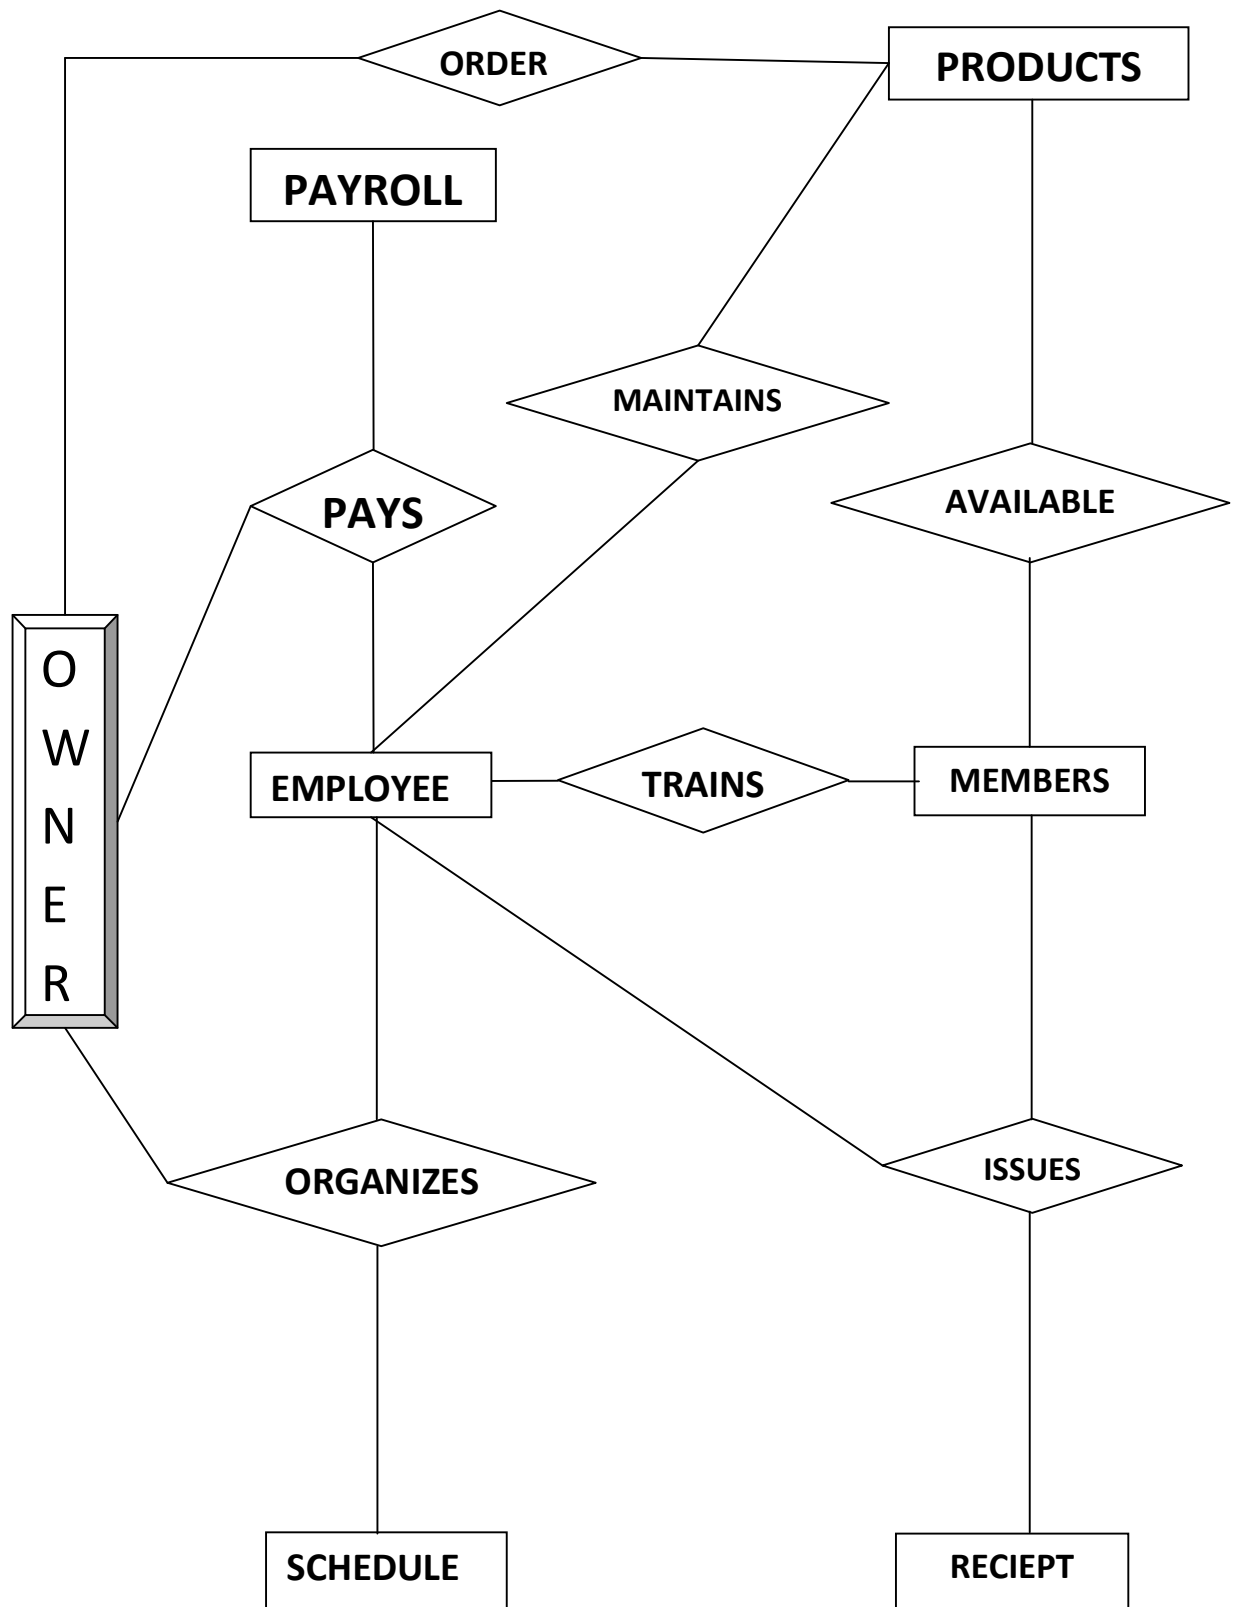 ORDER
PRODUCTS
PAYROLL
MAINTAINS
PAYS
AVAILABLE
O
W
N
E
R
EMPLOYEE
TRAINS
MEMBERS
ORGANIZES
ISSUES
SCHEDULE
RECIEPT